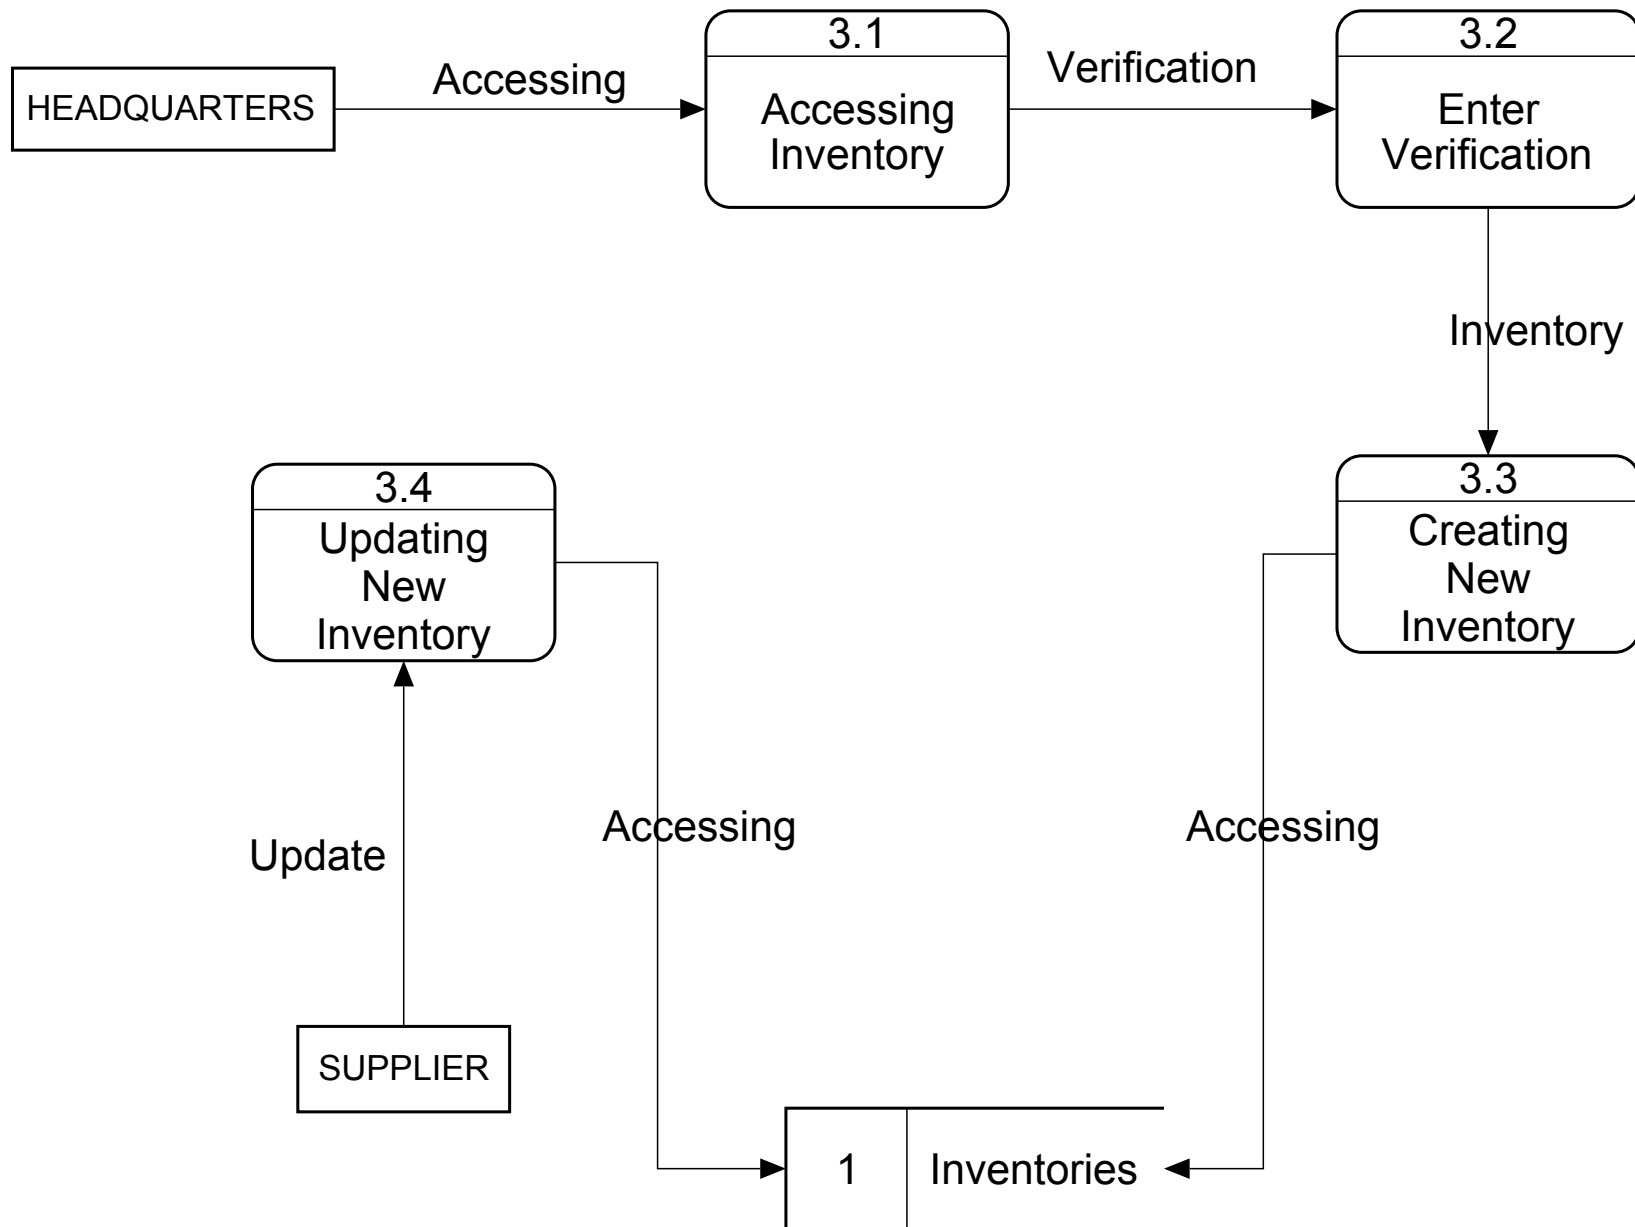 3.1
3.2
HEADQUARTERS
Accessing
Verification
Accessing
Inventory
Enter
Verification
Inventory
3.4
Updating
New
Inventory
3.3
Creating
New
Inventory
Update
Accessing
Accessing
SUPPLIER
1
Inventories